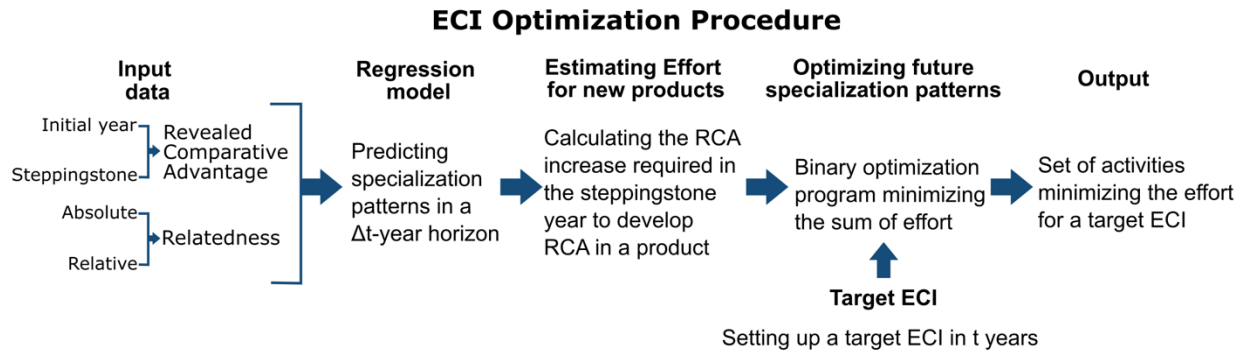 ECI Optimization Procedure
Input
data
Initial year
Steppingstone
Revealed
Comparative
Advantage
Absolute
Relative
Relatedness
Regression
model
Predicting
specialization
patterns in a
Δt-year horizon
Estimating Effort
for new products
Calculating the RCA
increase required in
the steppingstone
year to develop
RCA in a product
Optimizing future
specialization patterns
Binary optimization
program minimizing
the sum of effort
Target ECI
Setting up a target ECI in t years
Output
Set of activities
minimizing the effort
for a target ECI